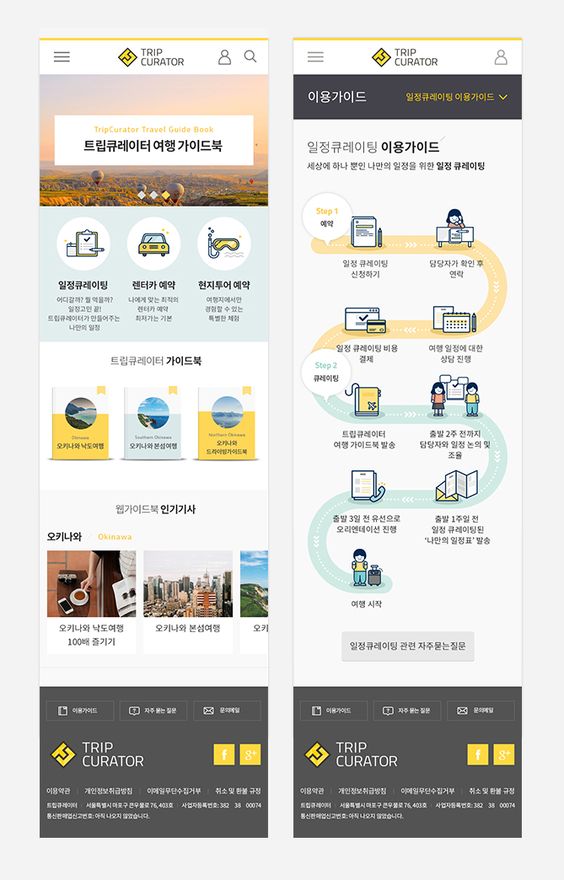 TRIP
CURATOR
TripCurator Travel Guide Book
트립큐레이터 여행 가이드북
일정큐레이팅
어디갈까? 뭘 먹을까?
일정고민 끝!
트립큐레이터가 만들어주는
나만의 일정
렌터카 예약
나에게 맞는 최적의
렌터카 예약
최저가는 기본
현지투어 예약
여행지에서만
경험할 수 있는
특별한 체험
트립큐레이터 가이드북
Okinawa
오키나와 낙도여행
Southern Okinawa
오키나와 본섬여행
Northern Okinawa
오키나와
드라이빙가이드북
웹가이드북 인기기사
오키나와 Okinawa
오키나와 낙도여행
100배 즐기기
오키나와 본섬여행
오키
이용가이드
자주 묻는 질문
문의메일
TRIP
CURATOR
f
g+
이용약관 개인정보취급방침 이메일무단수집거부 취소 및 환불 규정
트립큐레이터 서울특별시 마포구 큰우물로 76, 403호 사업자등록번호: 382 38 00074
통신판매업신고번호: 아직 나오지 않았습니다.
TRIP
CURATOR
이용가이드
일정큐레이팅 이용가이드
일정큐레이팅 이용가이드
세상에 하나 뿐인 나만의 일정을 위한 일정 큐레이팅
Step 1
예약
일정 큐레이팅
신청하기
담당자가 확인 후
연락
일정 큐레이팅 비용
결제
여행 일정에 대한
상담 진행
Step 2
큐레이팅
트립큐레이터
여행 가이드북 발송
출발 2주 전까지
담당자와 일정 논의 및
조율
출발 3일 전 유선으로
오리엔테이션 진행
출발 1주일 전
일정 큐레이팅된
‘나만의 일정표’ 발송
여행 시작
일정큐레이팅 관련 자주묻는질문
이용가이드
자주 묻는 질문
문의메일
TRIP
CURATOR
f
g+
이용약관 개인정보취급방침 이메일무단수집거부 취소 및 환불 규정
트립큐레이터 서울특별시 마포구 큰우물로 76, 403호 사업자등록번호: 382 38 00074
통신판매업신고번호: 아직 나오지 않았습니다.